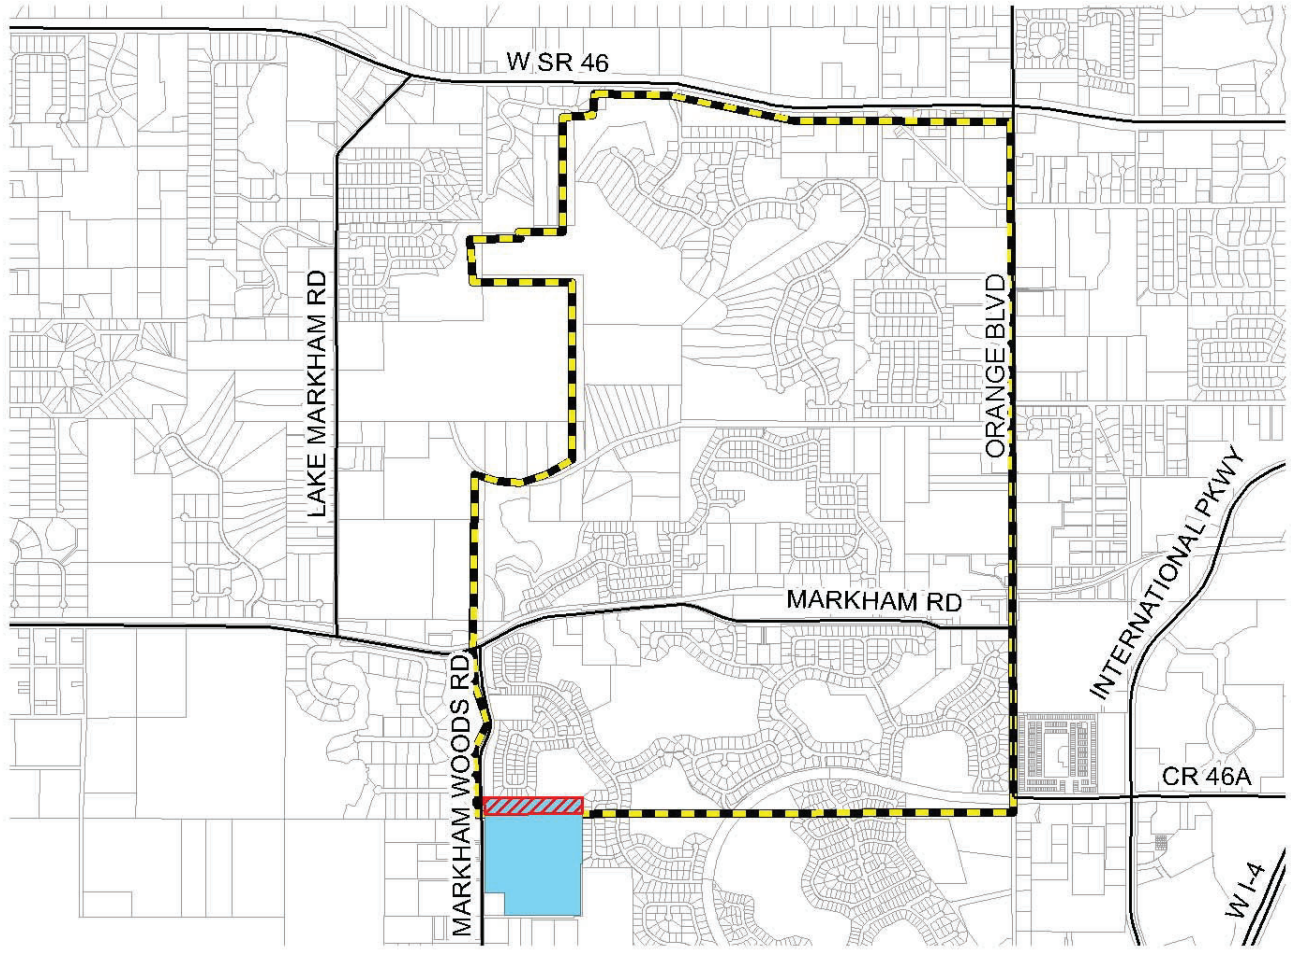 W SR 46
LAKE MARKHAM RD
ORANGE BLVD
INTERNATIONAL PKWY
MARKHAM RD
MARKHAM WOODS RD
CR 46A
W I-4